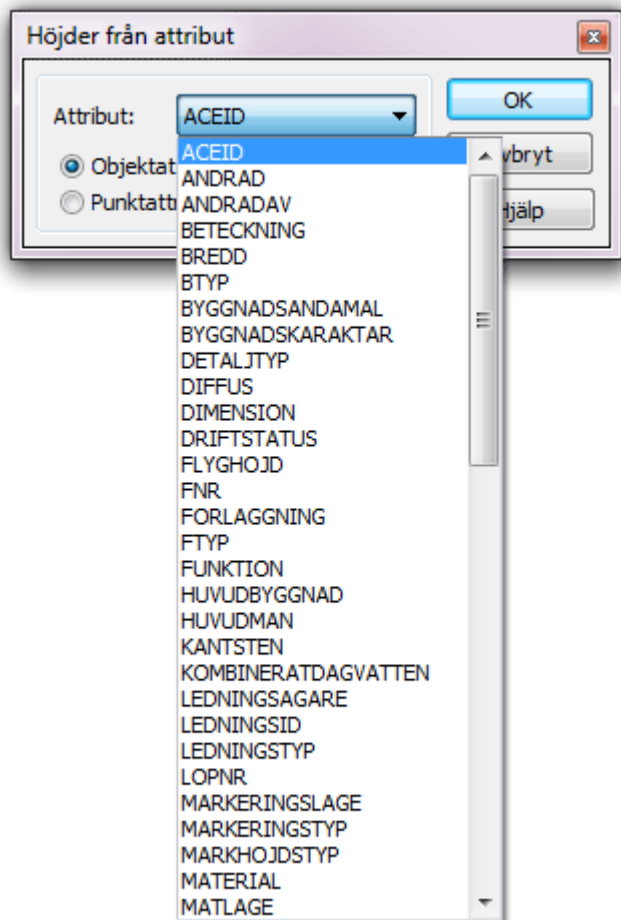 Höjder från attribut
Attribut:
ACEID
OK
Objektat
vbryt
Punktattr
Hjälp
ACEID
ANDRAD
ANDRADAV
BETECKNING
BREDD
BTYP
BYGGNADSANDAMAL
BYGGNADSKARAKTAR
DETALJTYP
DIFFUS
DIMENSION
DRIFTSTATUS
FLYGHOJD
FNR
FORLAGGNING
FTYP
FUNKTION
HUVUDBYGGNAD
HUVUDMAN
KANTSTEN
KOMBINERATDAGVATTEN
LEDNINGSAGARE
LEDNINGSID
LEDNINGSTYP
LOPNR
MARKERINGSLAGE
MARKERINGSTYP
MARKHOJDSTYP
MATERIAL
MATLAGE